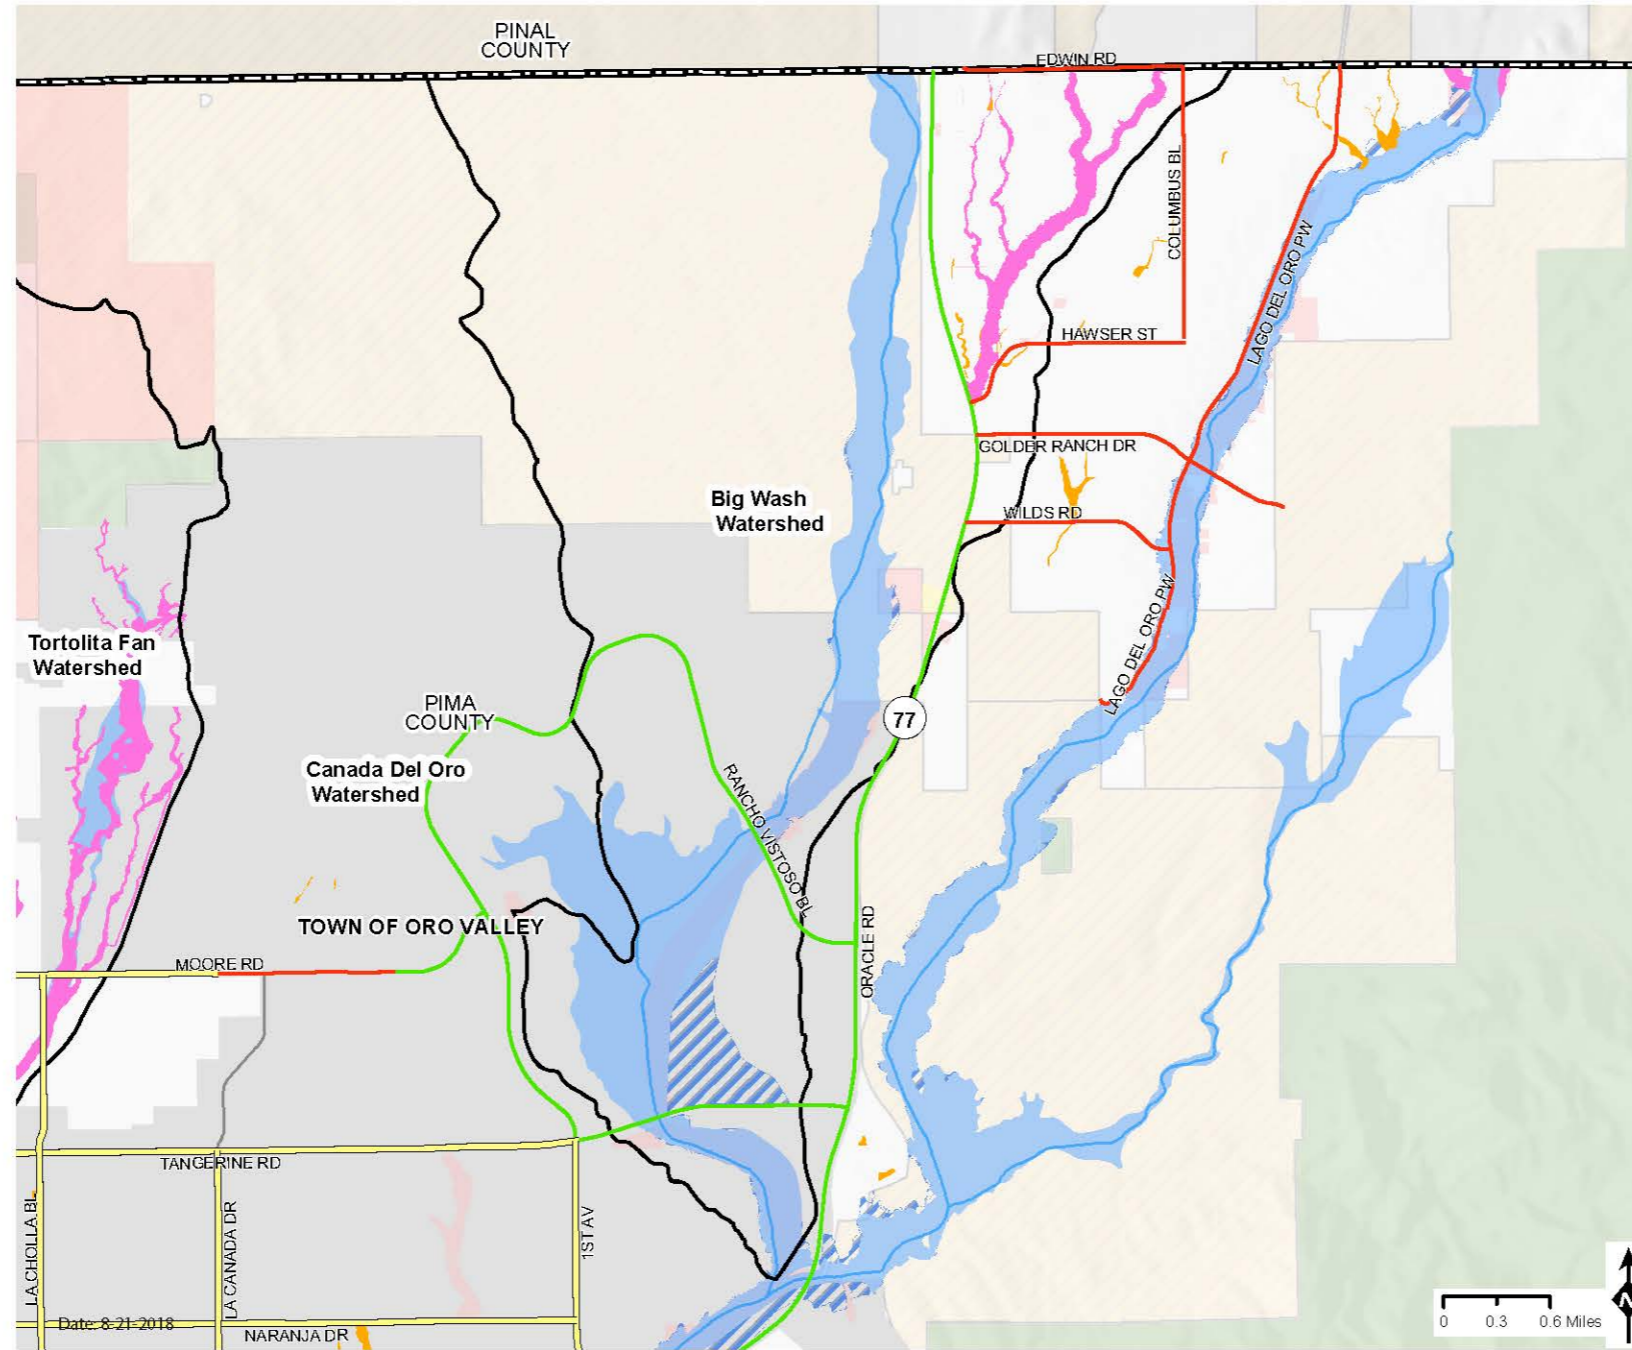 PINAL
COUNTY
EDWIN RD
COLUMBUS BL
LAGO DEL ORO PW
HAWSER ST
GOLDER RANCH DR
WILDS RD
Big Wash
Watershed
LAGO DEL ORO PW
Tortolita Fan
Watershed
PIMA
COUNTY
77
Canada Del Oro
Watershed
RANCHO VISTOSO BL
TOWN OF ORO VALLEY
ORACLE RD
MOORE RD
TANGERINE RD
LA CHOLLA BL
LA CANADA DR
1ST AV
Date: 8-21-2018
NARANJA DR
0 0.3 0.6 Miles
N